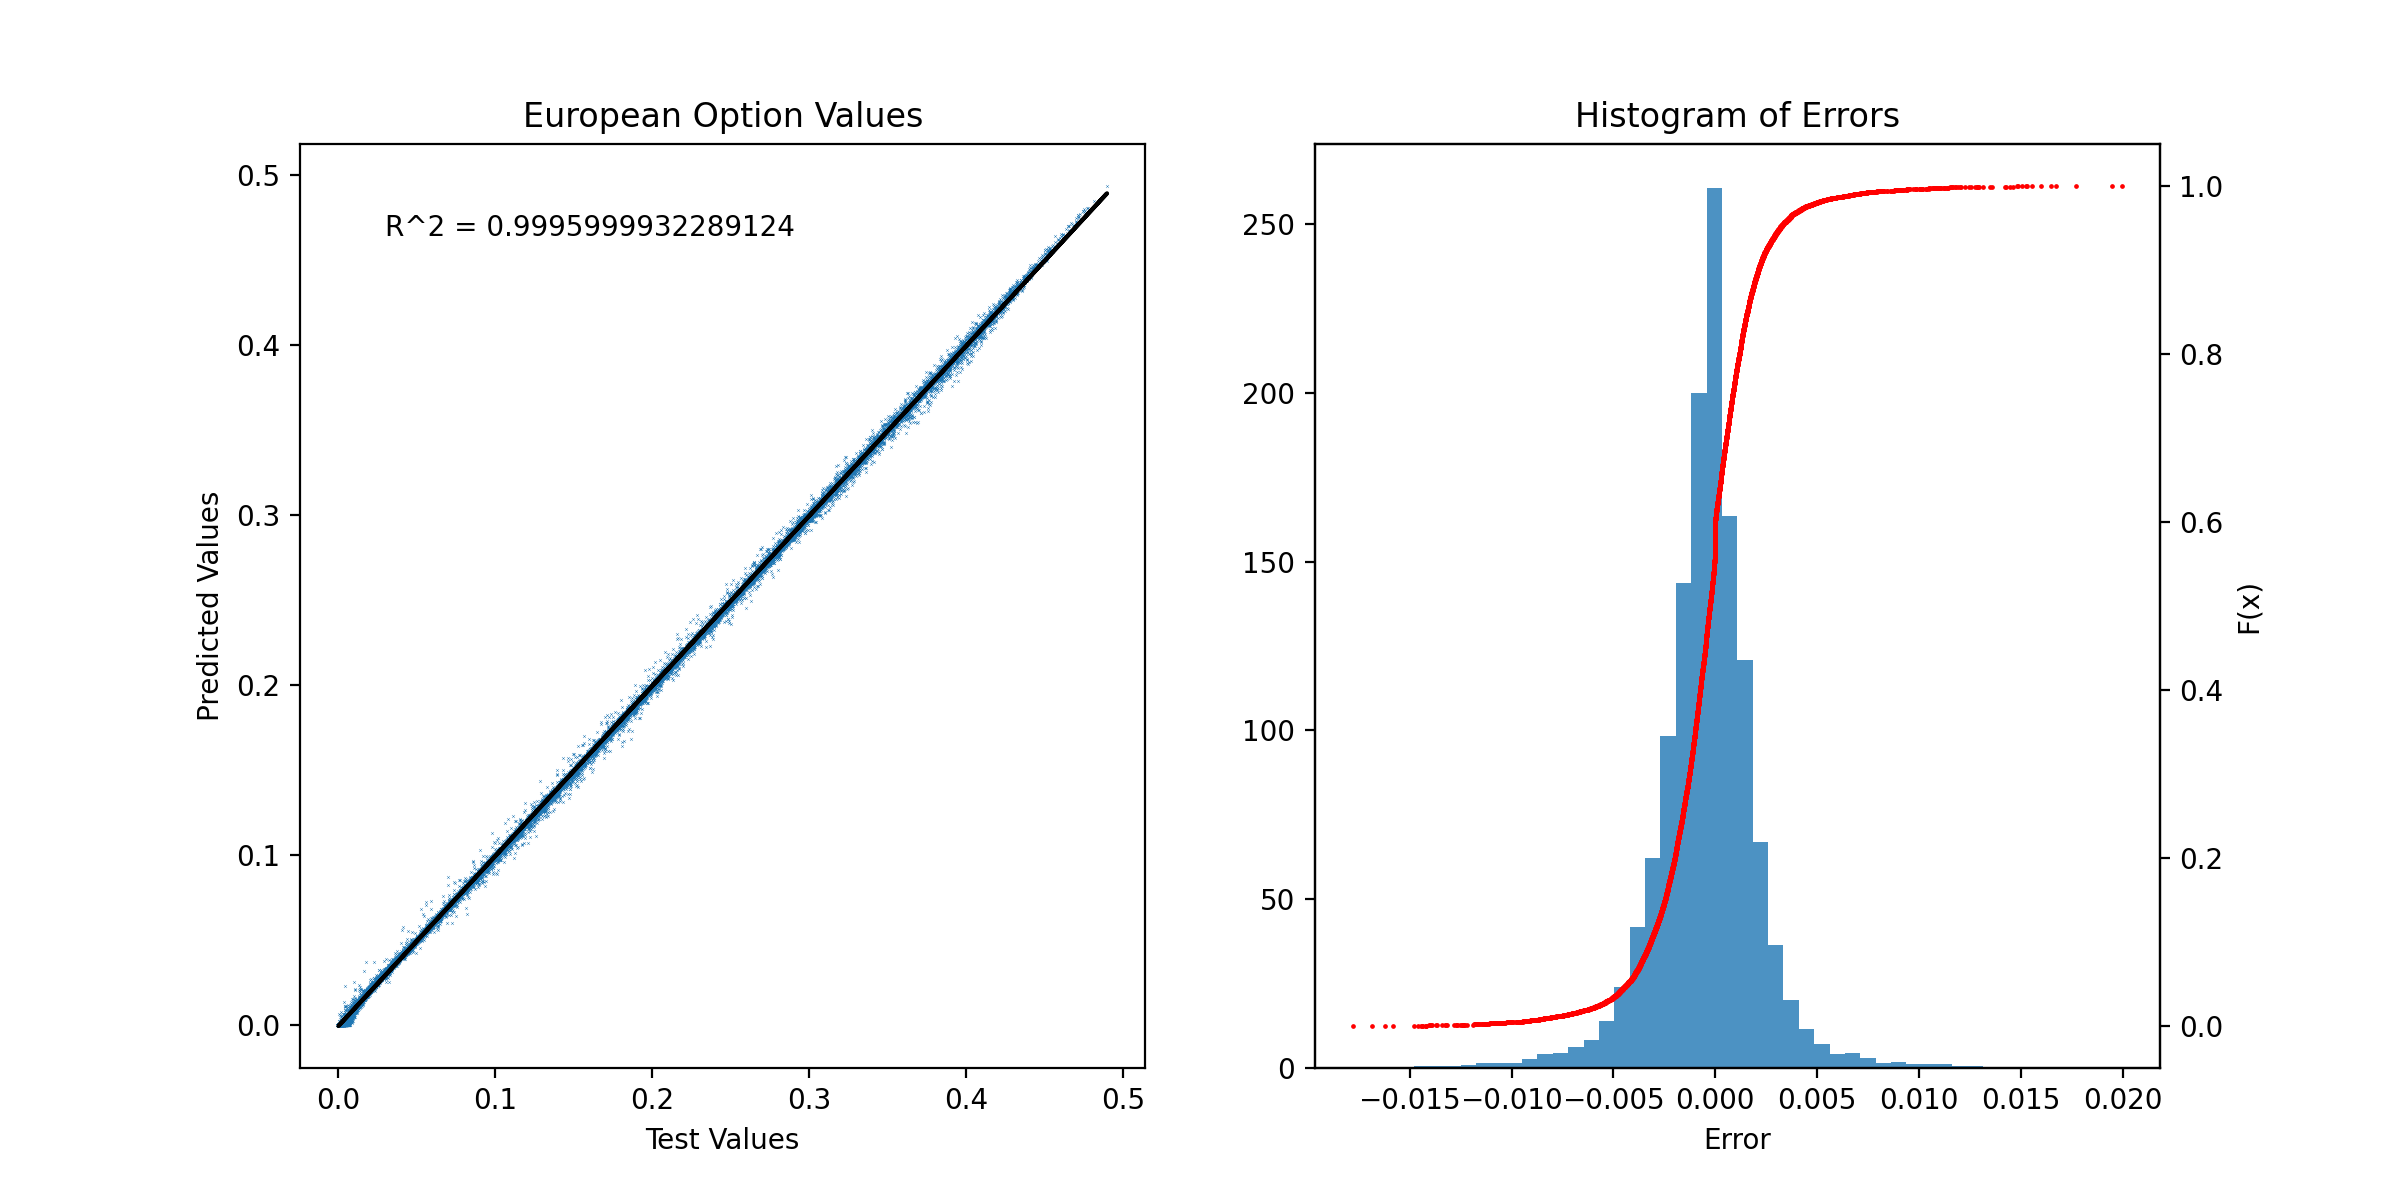 European Option Values
R^2 = 0.9995999932289124
0.5
0.4
0.3
0.2
0.1
0.0
Predicted Values
0.0 0.1 0.2 0.3 0.4 0.5
Test Values
Histogram of Errors
250
200
150
100
50
0
1.0
0.8
0.6
0.4
0.2
0.0
F(x)
−0.015 −0.010 −0.005 0.000 0.005 0.010 0.015 0.020
Error